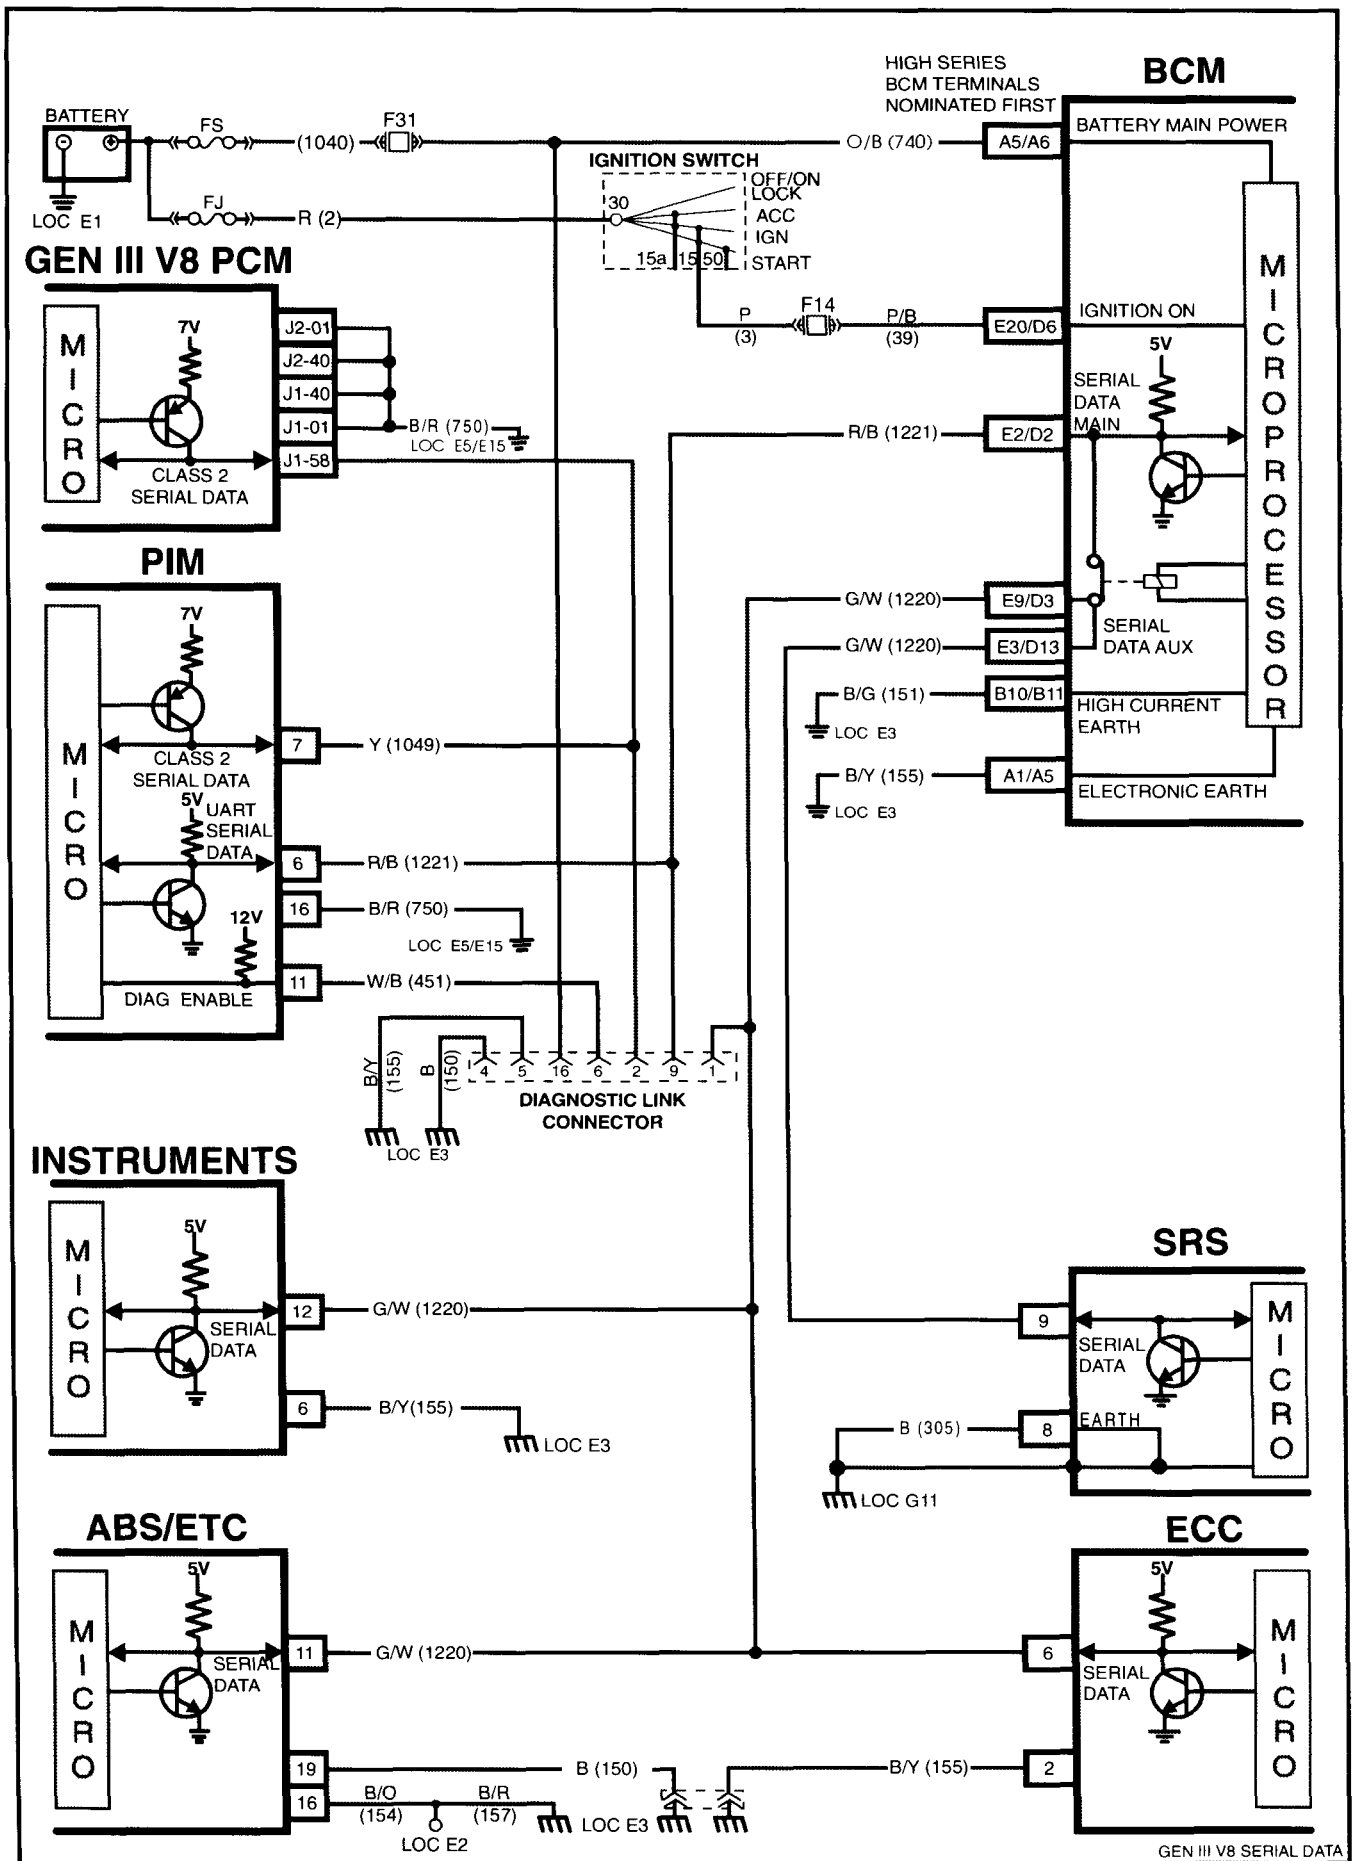 HIGH SERIES
BCM TERMINALS
NOMINATED FIRST
BCM
BATTERY
FS
(1040)
F31
O/B (740)
A5/A6
BATTERY MAIN POWER
LOC E1
FJ
R (2)
IGNITION SWITCH
30
OFF/ON
LOCK
ACC
IGN
START
15a
15
50
P
(3)
F14
P/B
(39)
E20/D6
IGNITION ON
5V
SERIAL
DATA
MAIN
R/B (1221)
E2/D2
G/W (1220)
E9/D3
SERIAL
DATA AUX
G/W (1220)
E3/D13
B/G (151)
B10/B11
HIGH CURRENT
EARTH
LOC E3
B/Y (155)
A1/A5
ELECTRONIC EARTH
LOC E3
MICROPROCESSOR
GEN III V8 PCM
MICRO
7V
J2-01
J2-40
J1-40
J1-01
J1-58
B/R (750)
LOC E5/E15
CLASS 2
SERIAL DATA
PIM
MICRO
7V
7
Y (1049)
CLASS 2
SERIAL DATA
5V
UART
SERIAL
DATA
6
R/B (1221)
16
B/R (750)
LOC E5/E15
12V
11
W/B (451)
DIAG ENABLE
B/Y
(155)
B
(150)
4
5
16
6
2
9
1
DIAGNOSTIC LINK
CONNECTOR
LOC E3
INSTRUMENTS
MICRO
5V
12
G/W (1220)
SERIAL
DATA
6
B/Y(155)
LOC E3
SRS
MICRO
9
SERIAL
DATA
B (305)
8
EARTH
LOC G11
ABS/ETC
MICRO
5V
11
G/W (1220)
SERIAL
DATA
19
B (150)
16
B/O
(154)
B/R
(157)
LOC E2
LOC E3
ECC
MICRO
5V
6
SERIAL
DATA
B/Y (155)
2
GEN III V8 SERIAL DATA